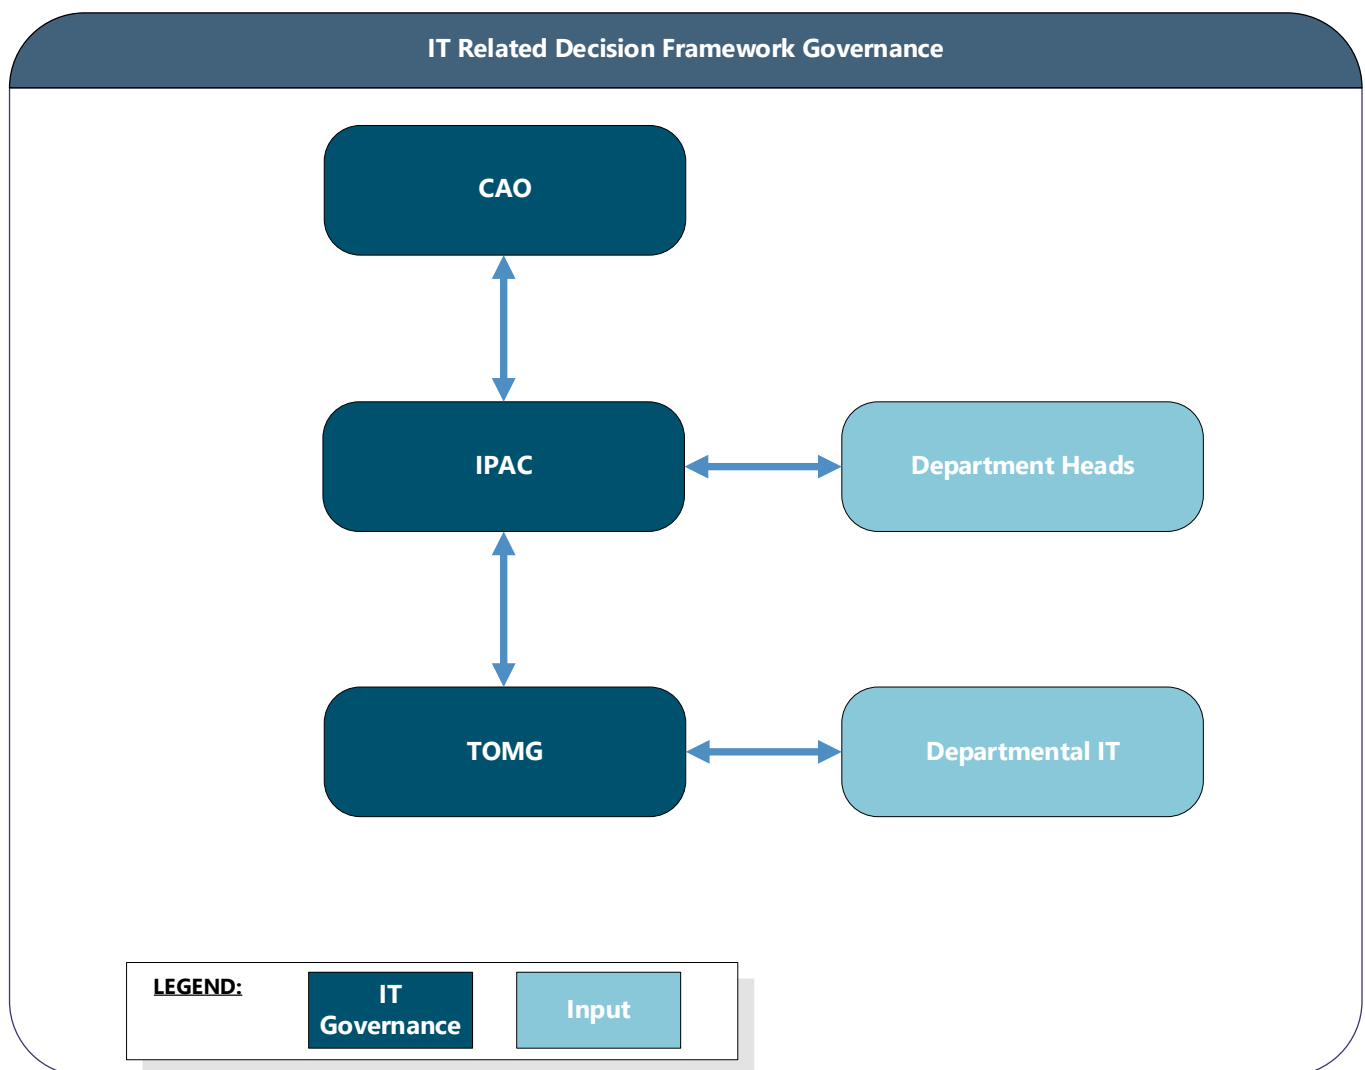 IT Related Decision Framework Governance
CAO
IPAC
Department Heads
TOMG
Departmental IT
LEGEND:
IT
Governance
Input